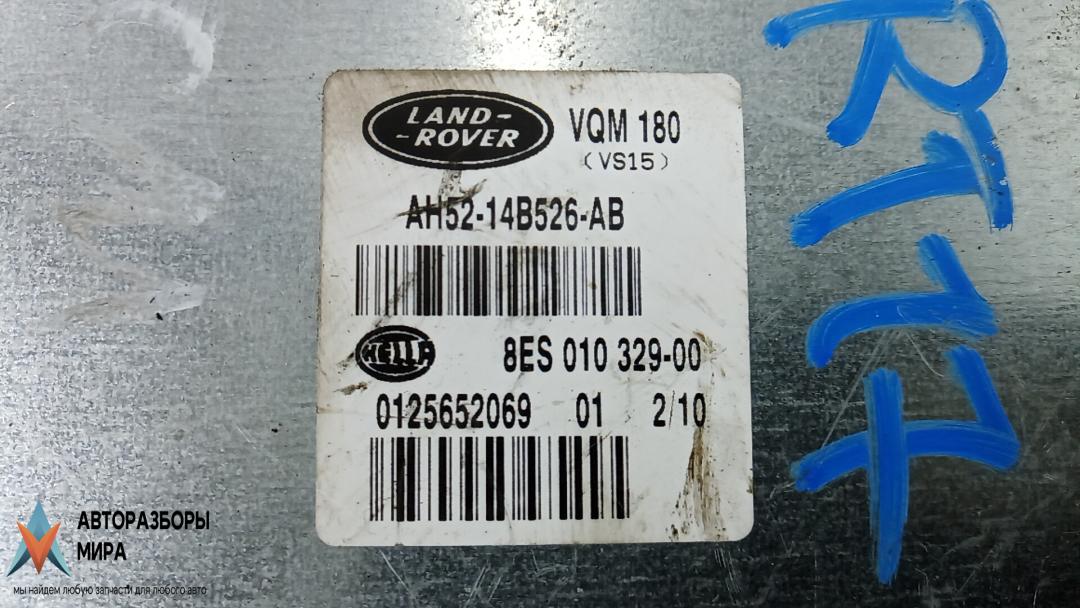 LAND-
-ROVER
VQM 180
(VS15)
AH52-14B526-AB
HELLA
8ES 010 329-00
0125652069 01 2/10
АВТОРАЗБОРЫ
МИРА
мы найдем любую запчасти для любого авто